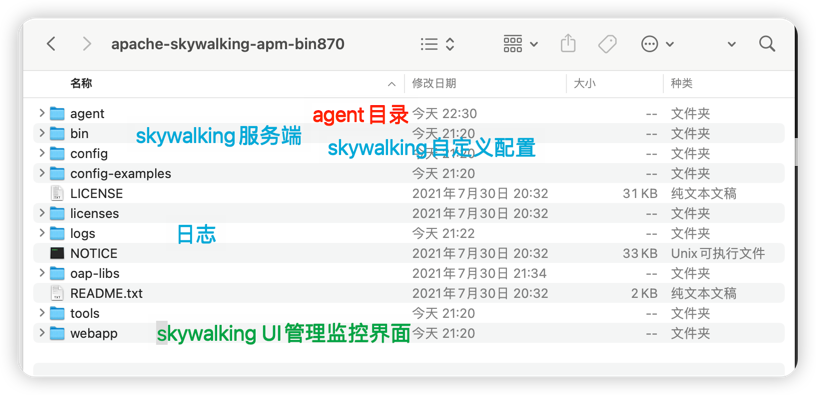 apache-skywalking-apm-bin870
名称 修改日期 大小 种类
agent agent目录 今天 22:30 -- 文件夹
bin skywalking服务端 今天 21:20 -- 文件夹
config skywalking自定义配置 今天 21:20 -- 文件夹
config-examples 今天 21:20 -- 文件夹
LICENSE 2021年7月30日 20:32 31 KB 纯文本文稿
licenses 2021年7月30日 20:32 -- 文件夹
logs 日志 今天 21:22 -- 文件夹
NOTICE 2021年7月30日 20:32 33 KB Unix可执行文件
oap-libs 2021年7月30日 21:34 -- 文件夹
README.txt 2021年7月30日 20:32 2 KB 纯文本文稿
tools 今天 21:20 -- 文件夹
webapp skywalking UI管理监控界面 今天 21:20 -- 文件夹